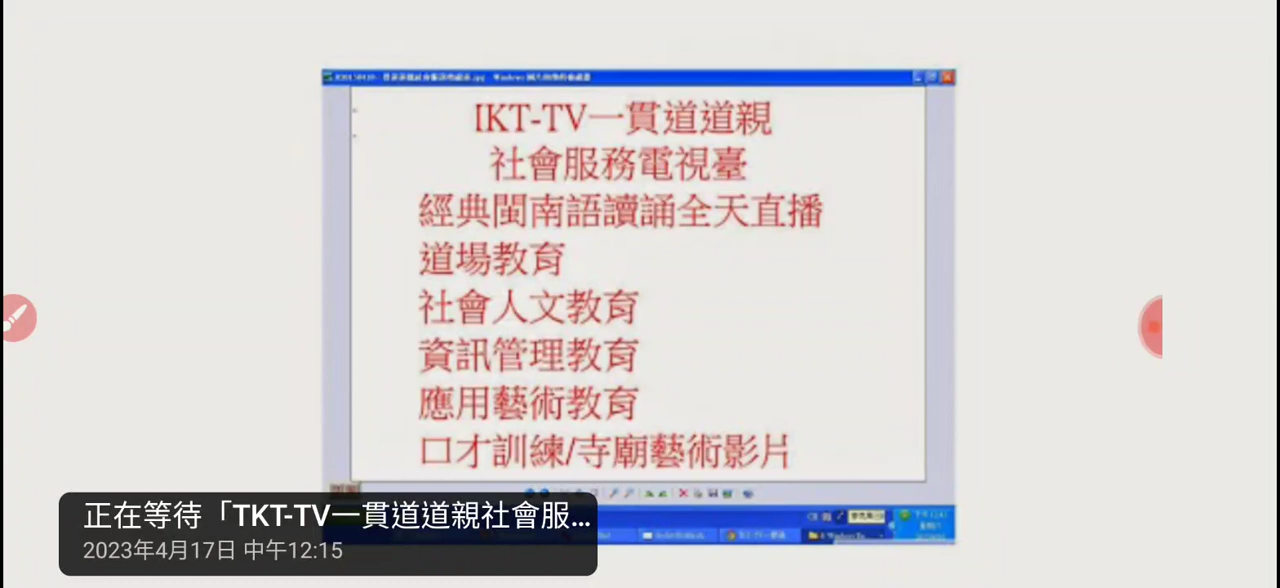 IKT-TV一貫道道親
社會服務電視臺
經典閩南語讀誦全天直播
道場教育
社會人文教育
資訊管理教育
應用藝術教育
口才訓練/寺廟藝術影片
正在等待「TKT-TV一貫道道親社會服...
2023年4月17日 中午12:15